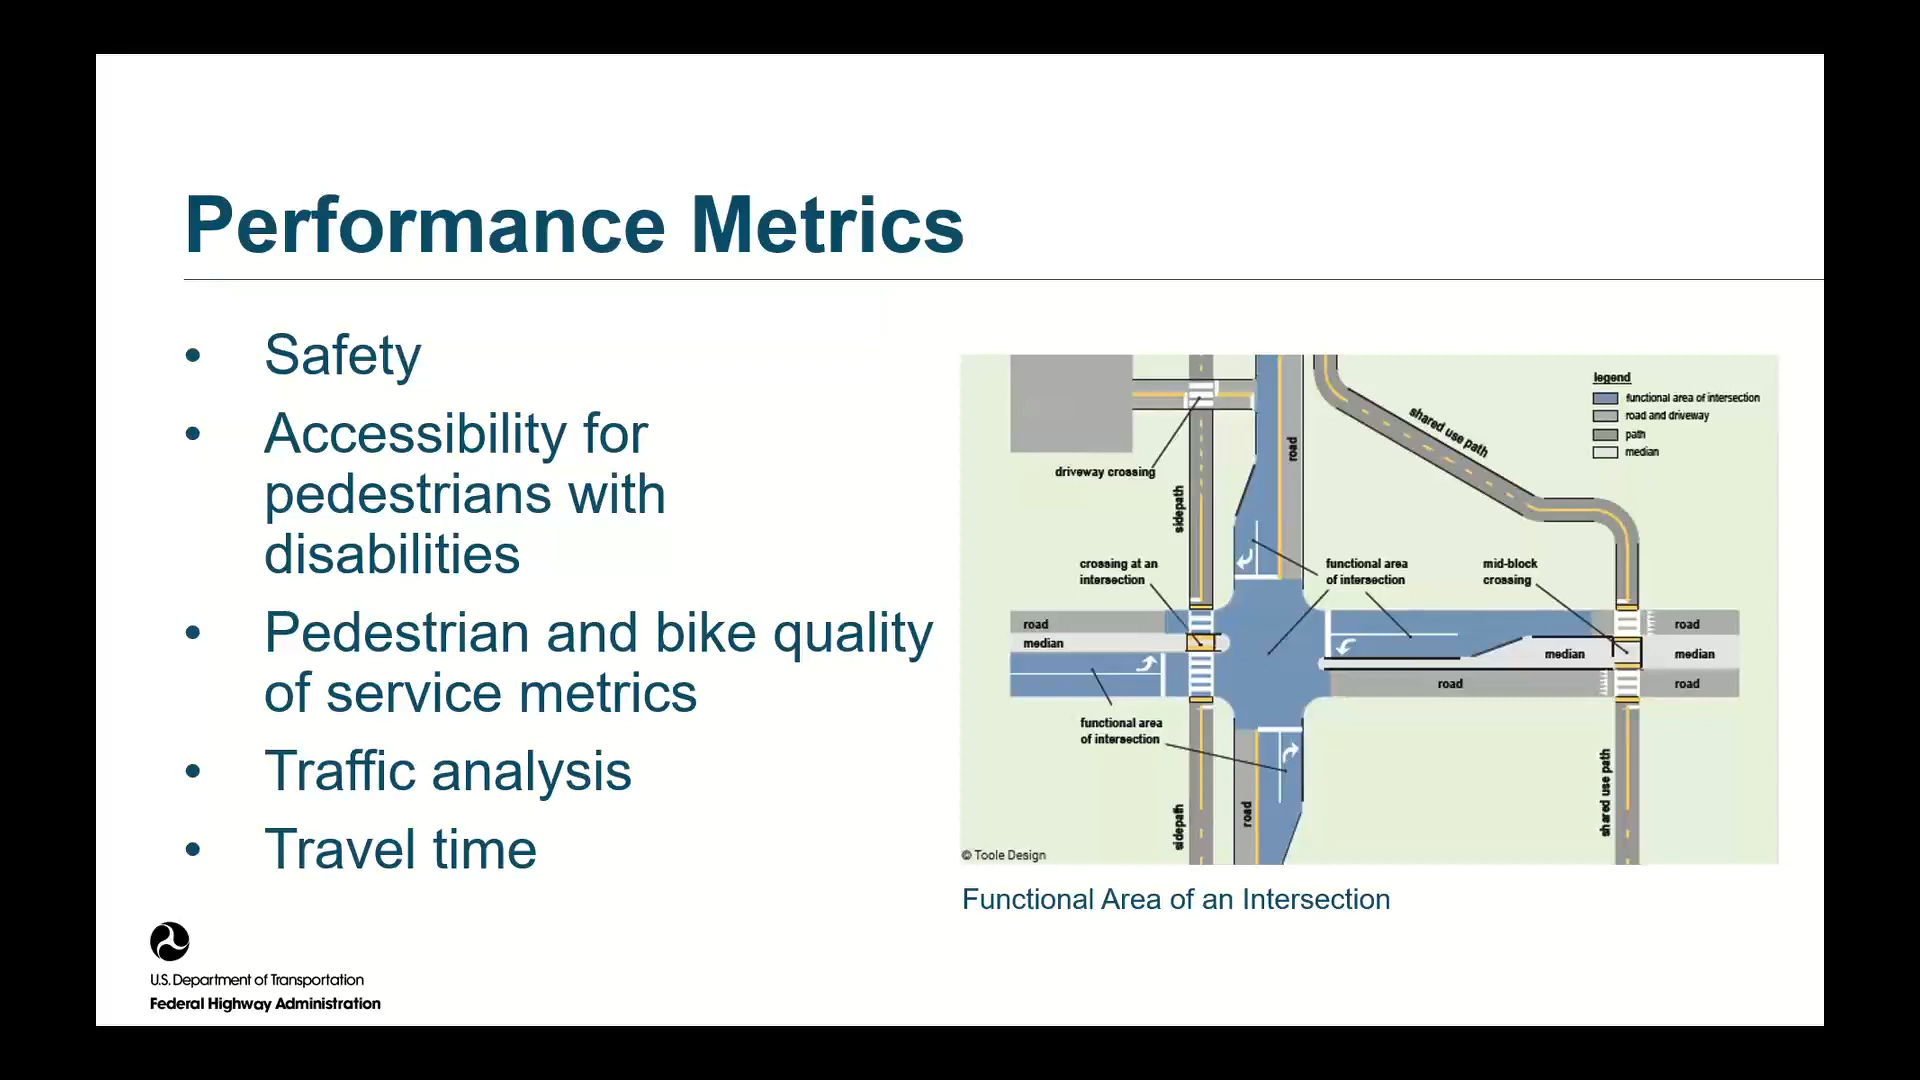 Performance Metrics
• Safety
• Accessibility for
pedestrians with
disabilities
• Pedestrian and bike quality
of service metrics
• Traffic analysis
• Travel time
legend
functional area of intersection
road and driveway
path
median
shared use path
road
driveway crossing
sidepath
crossing at an
intersection
functional area
of intersection
mid-block
crossing
road
median
road
median
median
road
road
functional area
of intersection
sidepath
road
shared use path
© Toole Design
Functional Area of an Intersection
U.S. Department of Transportation
Federal Highway Administration